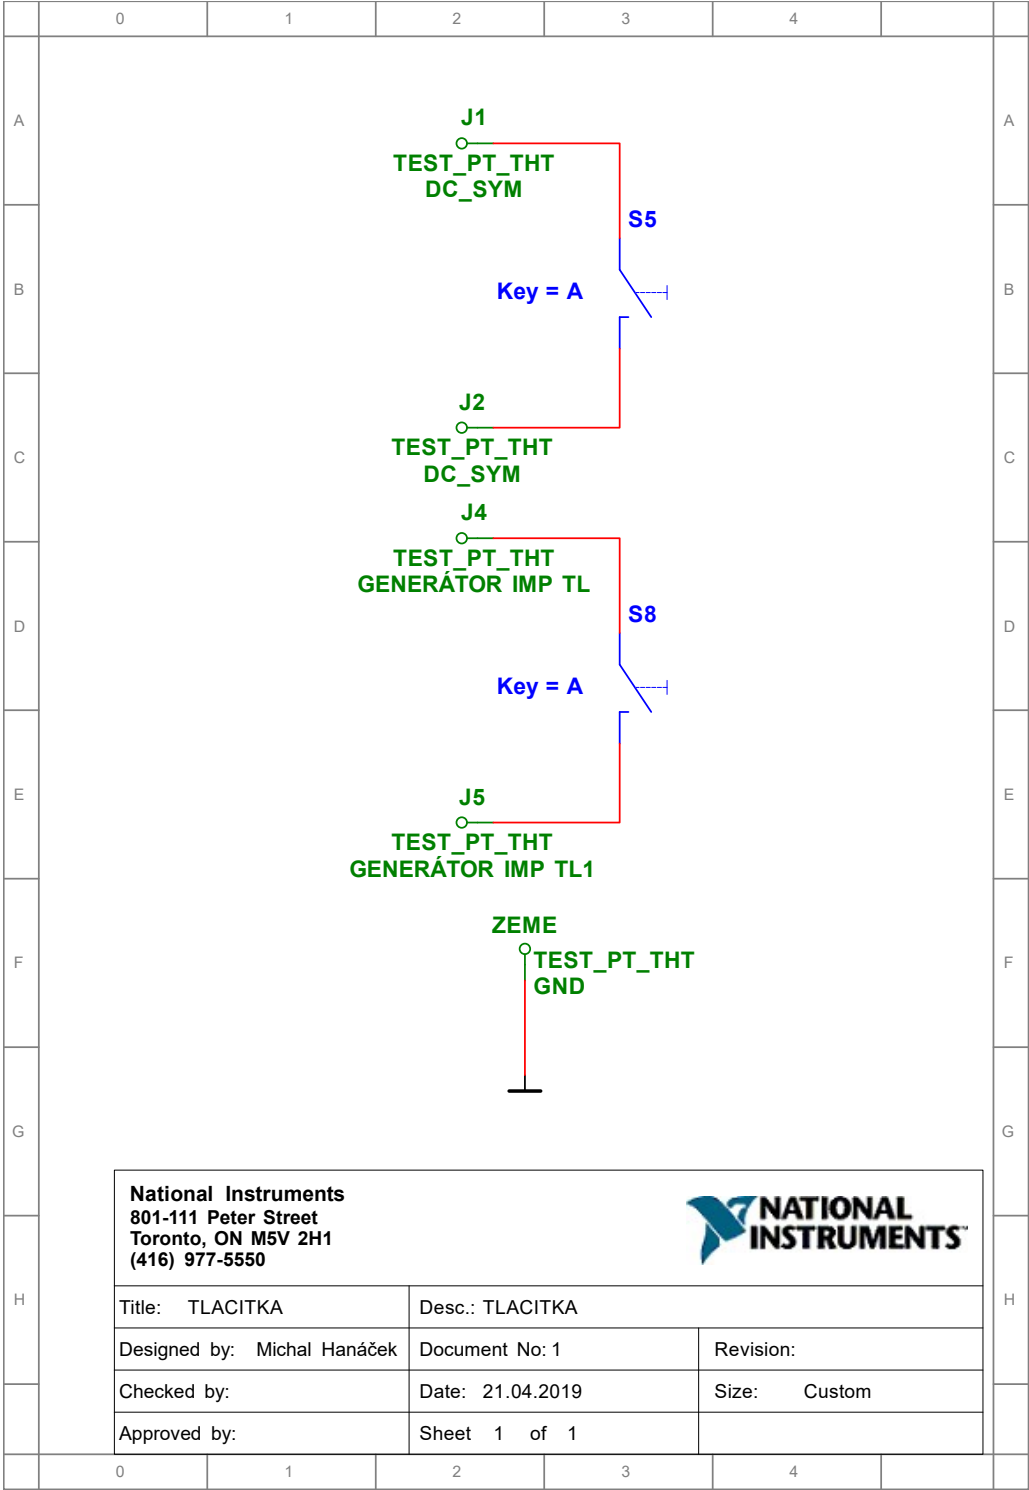 0 1 2 3 4
A A
J1
TEST_PT_THT
DC_SYM
S5
B Key = A B
J2
TEST_PT_THT
C C
DC_SYM
J4
TEST_PT_THT
GENERÁTOR IMP TL
S8
D D
Key = A
E J5 E
TEST_PT_THT
GENERÁTOR IMP TL1
ZEME
F TEST_PT_THT F
GND
G G
National Instruments
801-111 Peter Street
Toronto, ON M5V 2H1
(416) 977-5550
NATIONAL
INSTRUMENTS™
H H
Title: TLACITKA Desc.: TLACITKA
Designed by: Michal Hanáček Document No: 1 Revision:
Checked by: Date: 21.04.2019 Size: Custom
Approved by: Sheet 1 of 1
0 1 2 3 4